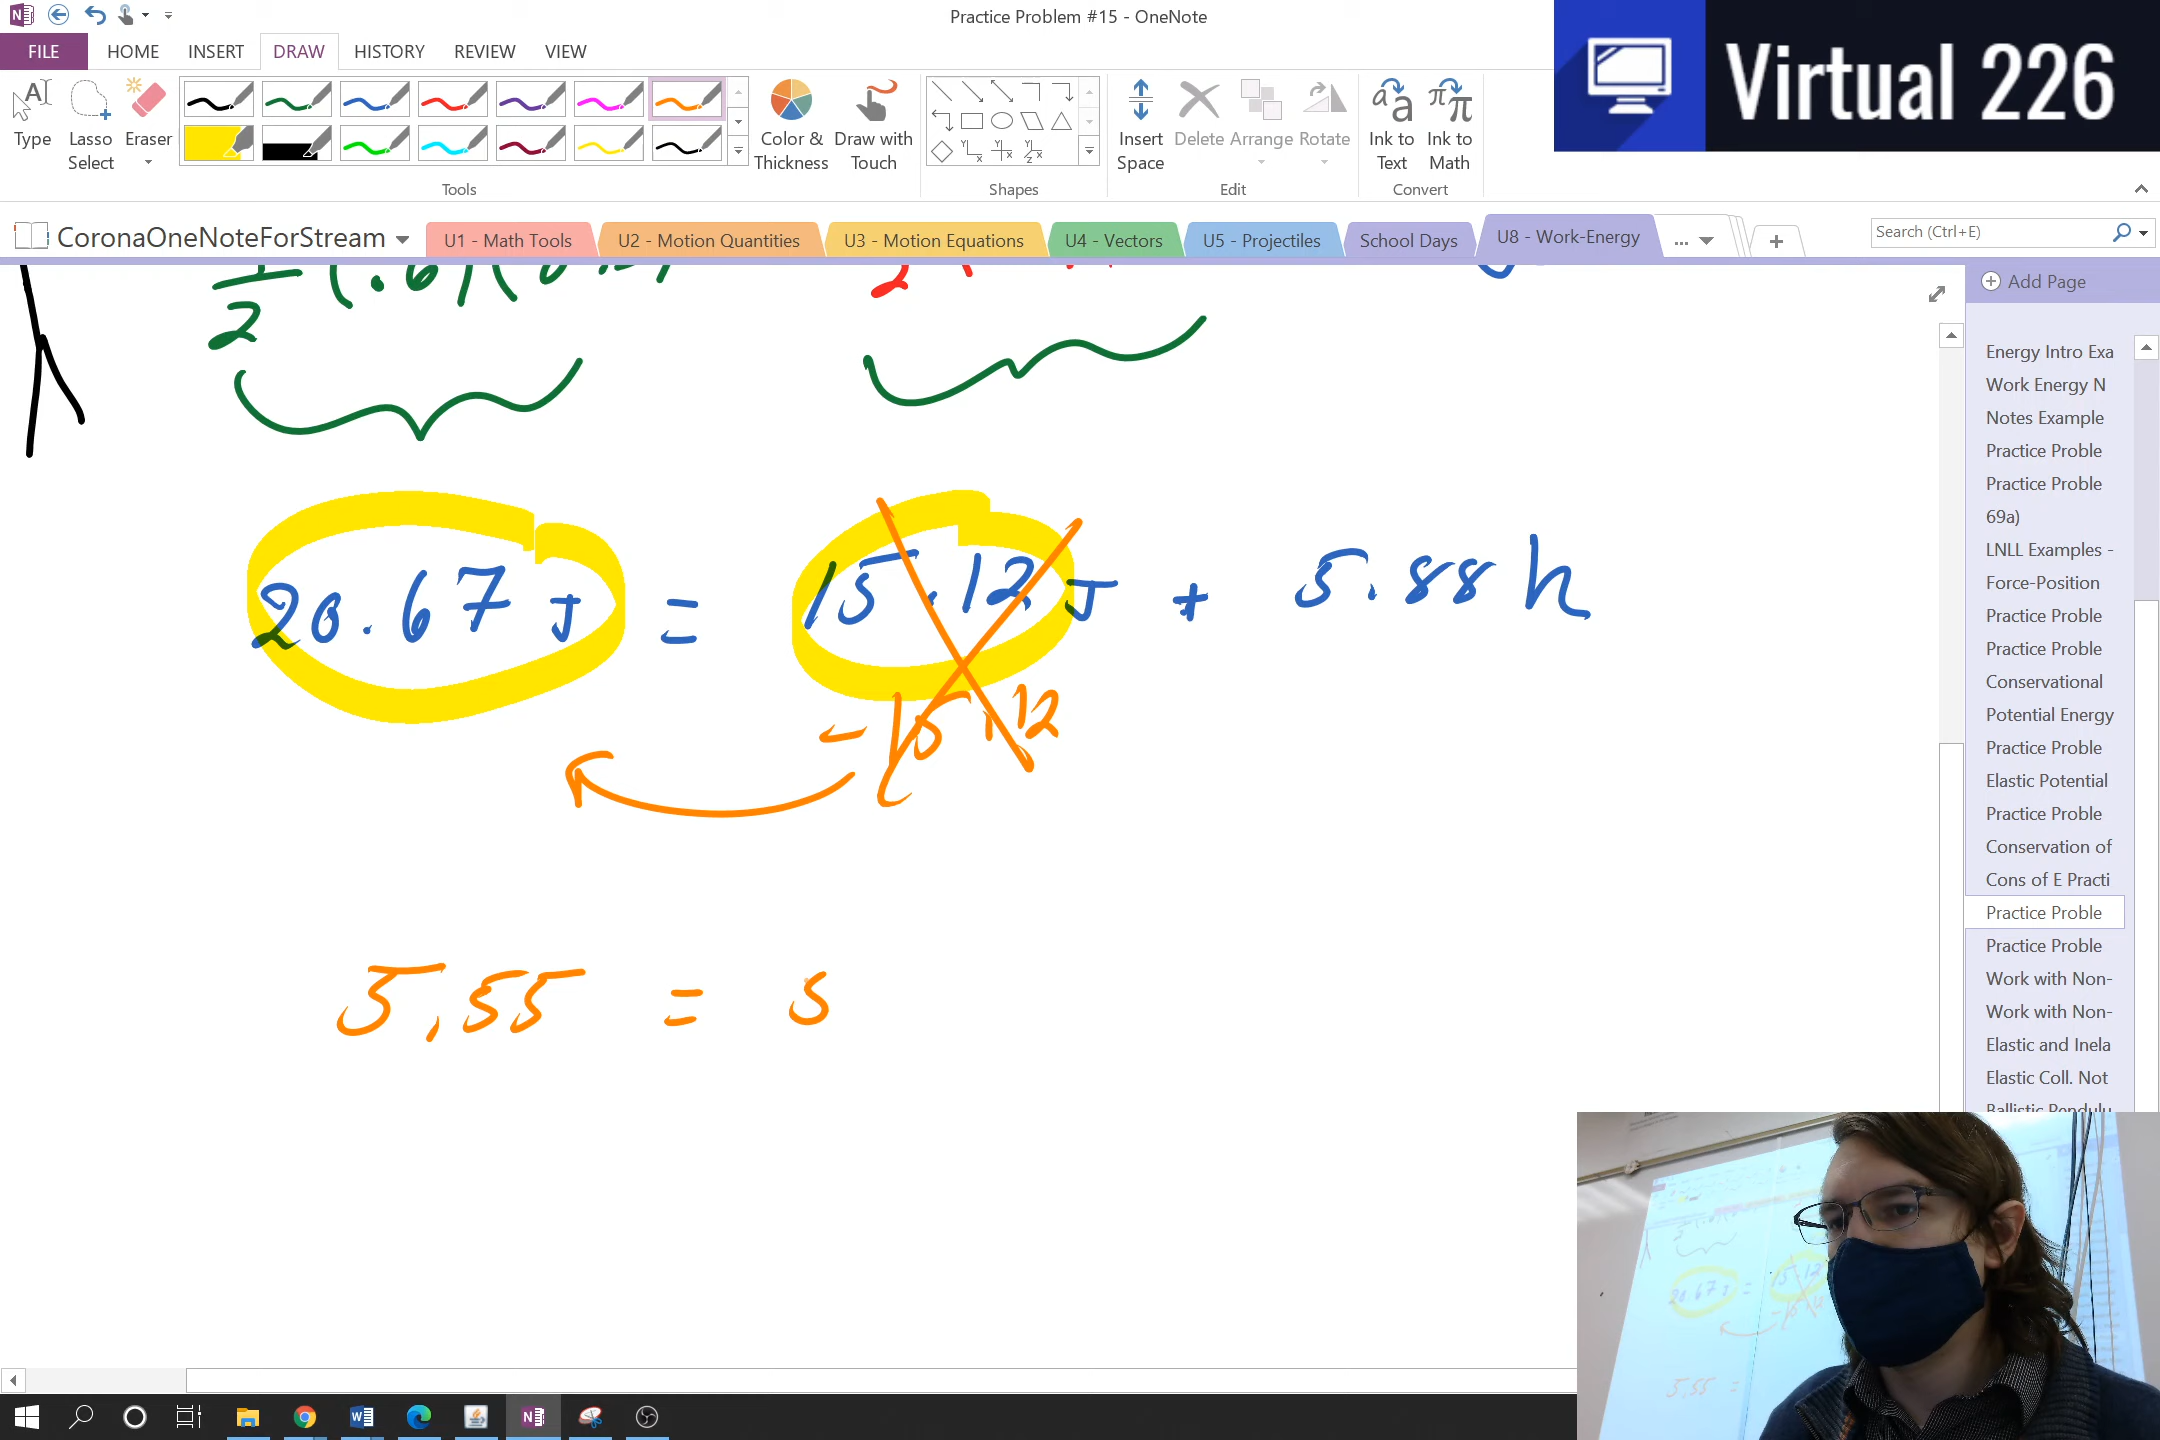 Practice Problem #15 - OneNote
FILE HOME INSERT DRAW HISTORY REVIEW VIEW
Virtual 226
Type Lasso Select Eraser Color & Thickness Draw with Touch Insert Space Delete Arrange Rotate Ink to Text Ink to Math
Tools Shapes Edit Convert
CoronaOneNoteForStream U1 - Math Tools U2 - Motion Quantities U3 - Motion Equations U4 - Vectors U5 - Projectiles School Days U8 - Work-Energy ... Search (Ctrl+E)
Add Page
Energy Intro Exa
Work Energy N
Notes Example
Practice Proble
Practice Proble
69a)
LNLL Examples -
Force-Position
Practice Proble
Practice Proble
Conservational
Potential Energy
Practice Proble
Elastic Potential
Practice Proble
Conservation of
Cons of E Practi
Practice Proble
Practice Proble
Work with Non-
Work with Non-
Elastic and Inela
Elastic Coll. Not
Ballistic Pendulu
20.67 J = 15.12 J + 5.88 h
-15.12
5.55 = 5